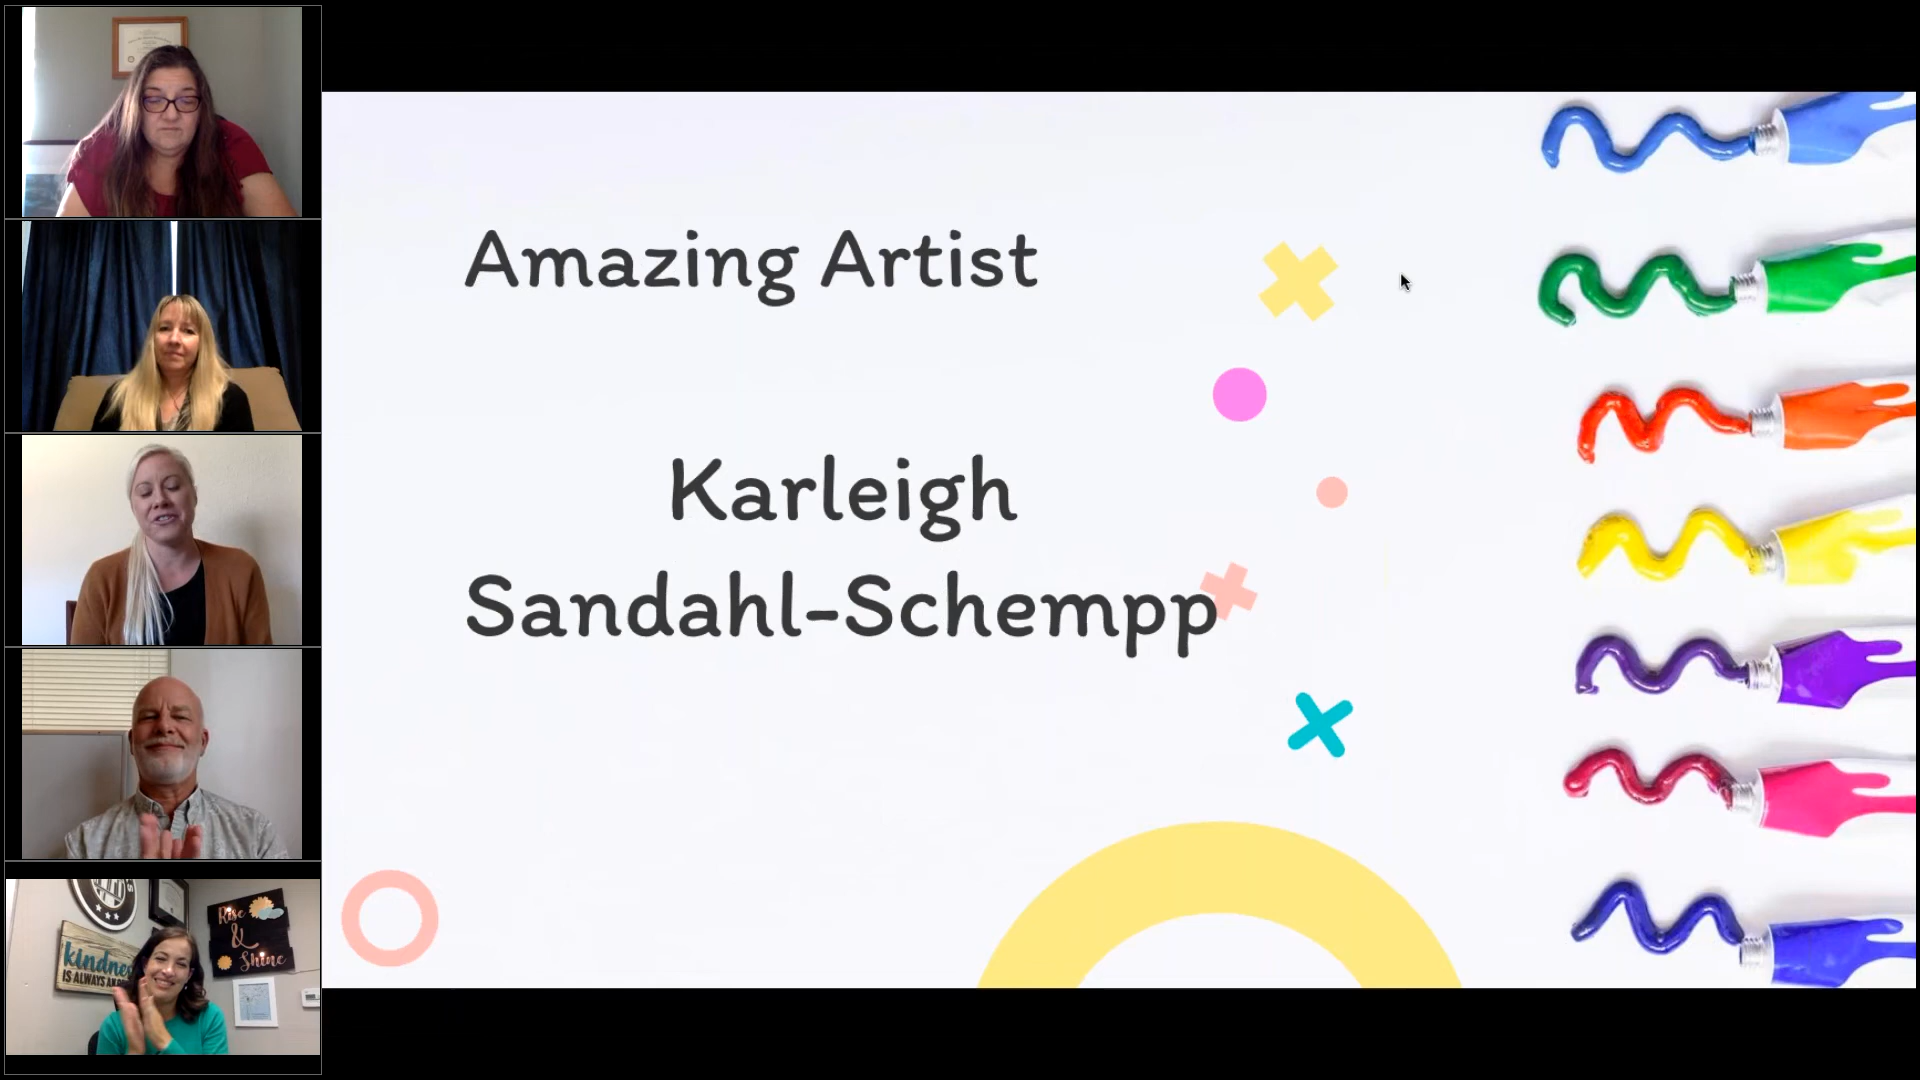 Amazing Artist
Karleigh
Sandahl-Schempp
Rise
&
Shine
kindness
IS ALWAYS